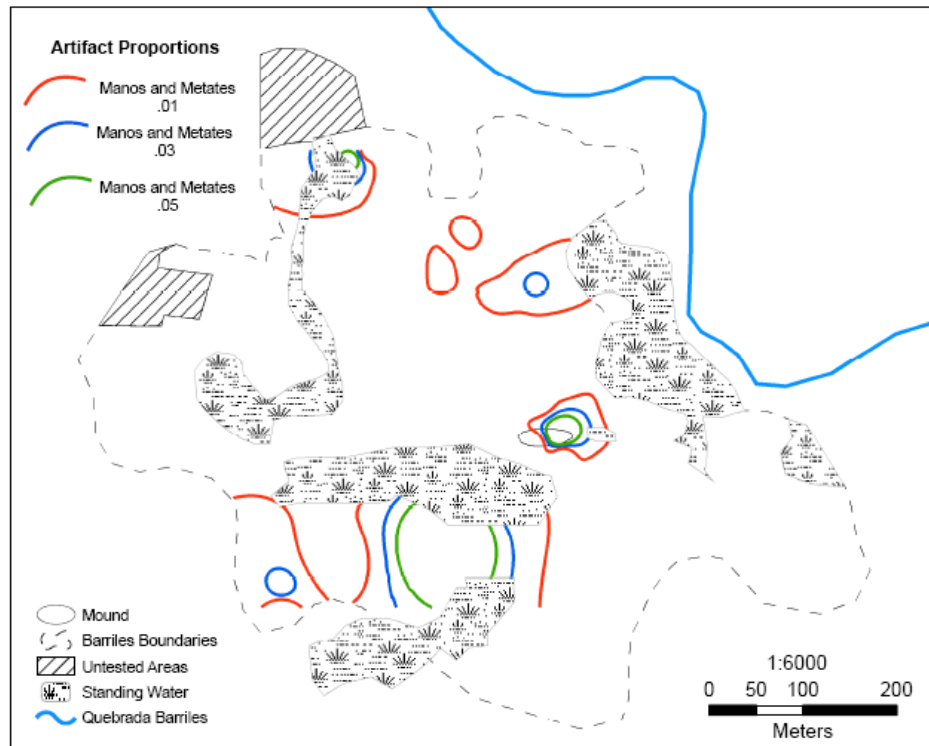 Artifact Proportions
Manos and Metates
.01
Manos and Metates
.03
Manos and Metates
.05
Mound
Barriles Boundaries
Untested Areas
Standing Water
Quebrada Barriles
1:6000
0 50 100 200
Meters